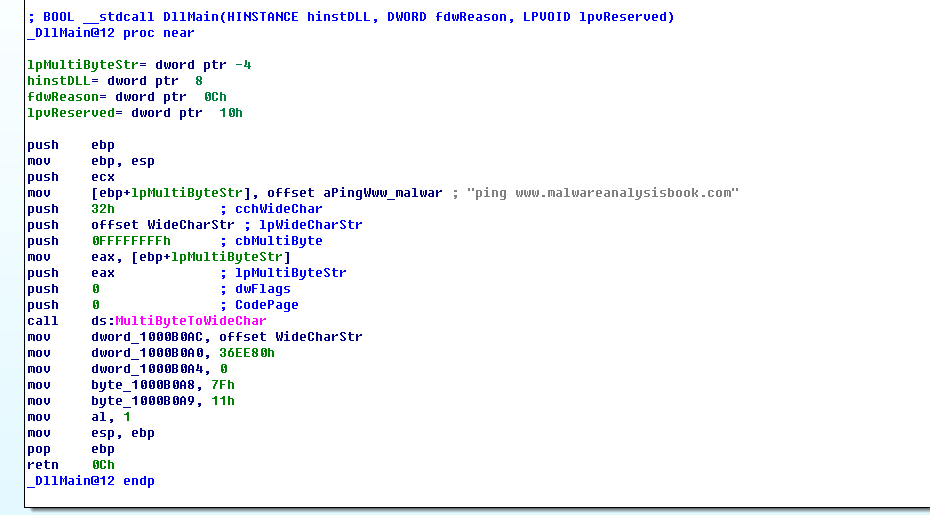 ; BOOL __stdcall DllMain(HINSTANCE hinstDLL, DWORD fdwReason, LPVOID lpvReserved)
_DllMain@12 proc near
lpMultiByteStr= dword ptr -4
hinstDLL= dword ptr  8
fdwReason= dword ptr  0Ch
lpvReserved= dword ptr  10h
push    ebp
mov     ebp, esp
push    ecx
mov     [ebp+lpMultiByteStr], offset aPingWww_malwar ; "ping www.malwareanalysisbook.com"
push    32h             ; cchWideChar
push    offset WideCharStr ; lpWideCharStr
push    0FFFFFFFFh      ; cbMultiByte
mov     eax, [ebp+lpMultiByteStr]
push    eax             ; lpMultiByteStr
push    0               ; dwFlags
push    0               ; CodePage
call    ds:MultiByteToWideChar
mov     dword_1000B0AC, offset WideCharStr
mov     dword_1000B0A0, 36EE80h
mov     dword_1000B0A4, 0
mov     byte_1000B0A8, 7Fh
mov     byte_1000B0A9, 11h
mov     al, 1
mov     esp, ebp
pop     ebp
retn    0Ch
_DllMain@12 endp